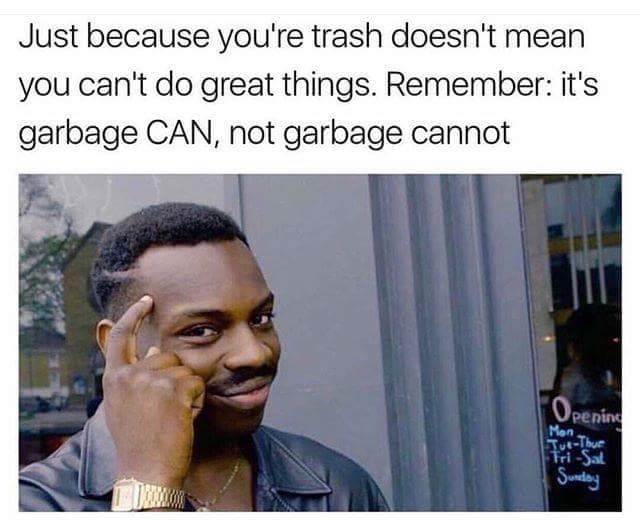 Just because you're trash doesn't mean
you can't do great things. Remember: it's
garbage CAN, not garbage cannot
Opening
Mon
Tue-Thur
Fri-Sat
Sunday